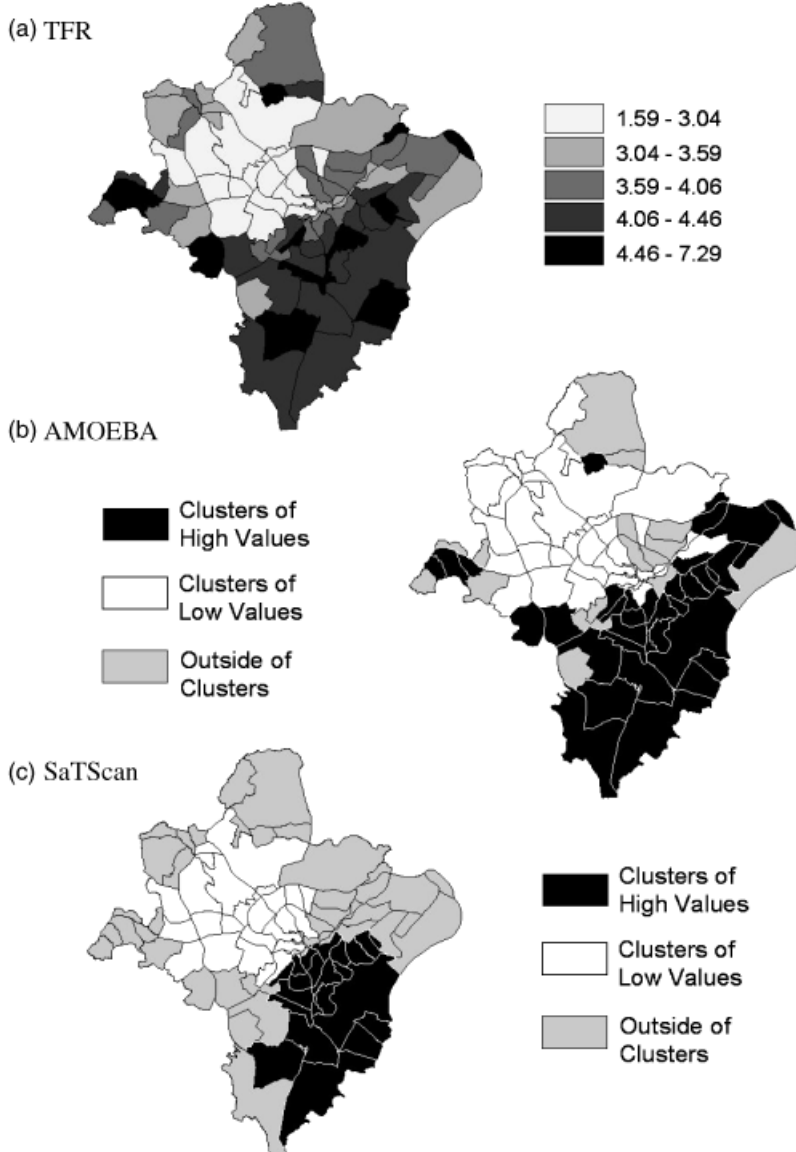 (a) TFR
1.59 - 3.04
3.04 - 3.59
3.59 - 4.06
4.06 - 4.46
4.46 - 7.29
(b) AMOEBA
Clusters of
High Values
Clusters of
Low Values
Outside of
Clusters
(c) SaTScan
Clusters of
High Values
Clusters of
Low Values
Outside of
Clusters